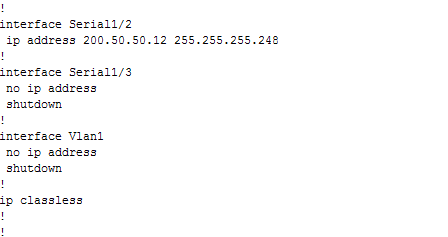 !
interface Serial1/2
 ip address 200.50.50.12 255.255.255.248
!
interface Serial1/3
 no ip address
 shutdown
!
interface Vlan1
 no ip address
 shutdown
!
ip classless
!
!